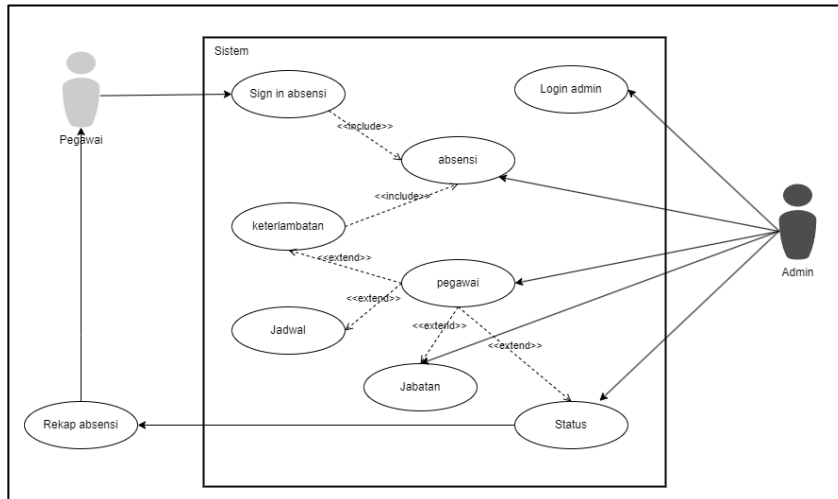 Sistem
Sign in absensi
Login admin
Pegawai
<<include>>
absensi
<<include>>
keterlambatan
<<extend>>
pegawai
Admin
<<extend>>
Jadwal
<<extend>>
<<extend>>
Jabatan
Rekap absensi
Status